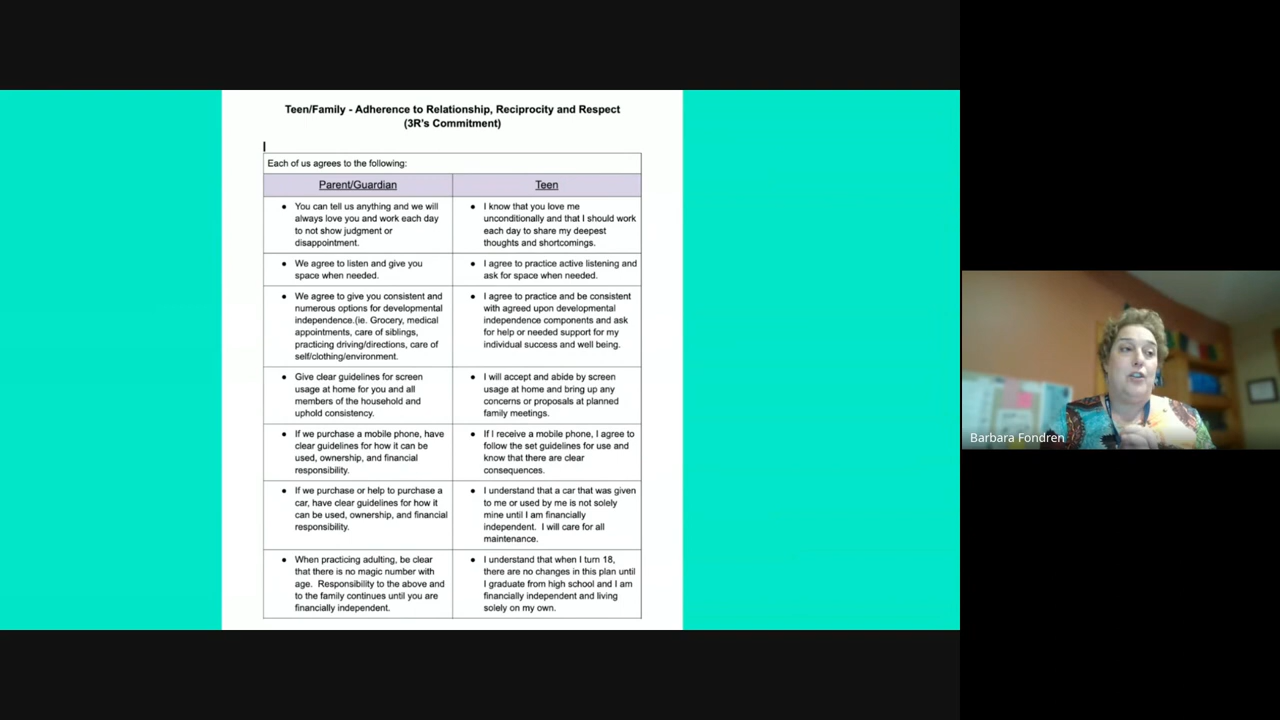 Teen/Family - Adherence to Relationship, Reciprocity and Respect
(3R's Commitment)
Each of us agrees to the following:
Parent/Guardian
Teen
● You can tell us anything and we will
always love you and work each day
to not show judgment or
disappointment.
● I know that you love me
unconditionally and that I should work
each day to share my deepest
thoughts and shortcomings.
● We agree to listen and give you
space when needed.
● I agree to practice active listening and
ask for space when needed.
● We agree to give you consistent and
numerous options for developmental
independence.(ie. Grocery, medical
appointments, care of siblings,
practicing driving/directions, care of
self/clothing/environment.
● I agree to practice and be consistent
with agreed upon developmental
independence components and ask
for help or needed support for my
individual success and well being.
● Give clear guidelines for screen
usage at home for you and all
members of the household and
uphold consistency.
● I will accept and abide by screen
usage at home and bring up any
concerns or proposals at planned
family meetings.
● If we purchase a mobile phone, have
clear guidelines for how it can be
used, ownership, and financial
responsibility.
● If I receive a mobile phone, I agree to
follow the set guidelines for use and
know that there are clear
consequences.
● If we purchase or help to purchase a
car, have clear guidelines for how it
can be used, ownership, and financial
responsibility.
● I understand that a car that was given
to me or used by me is not solely
mine until I am financially
independent.  I will care for all
maintenance.
● When practicing adulting, be clear
that there is no magic number with
age.  Responsibility to the above and
to the family continues until you are
financially independent.
● I understand that when I turn 18,
there are no changes in this plan until
I graduate from high school and I am
financially independent and living
solely on my own.
Barbara Fondren